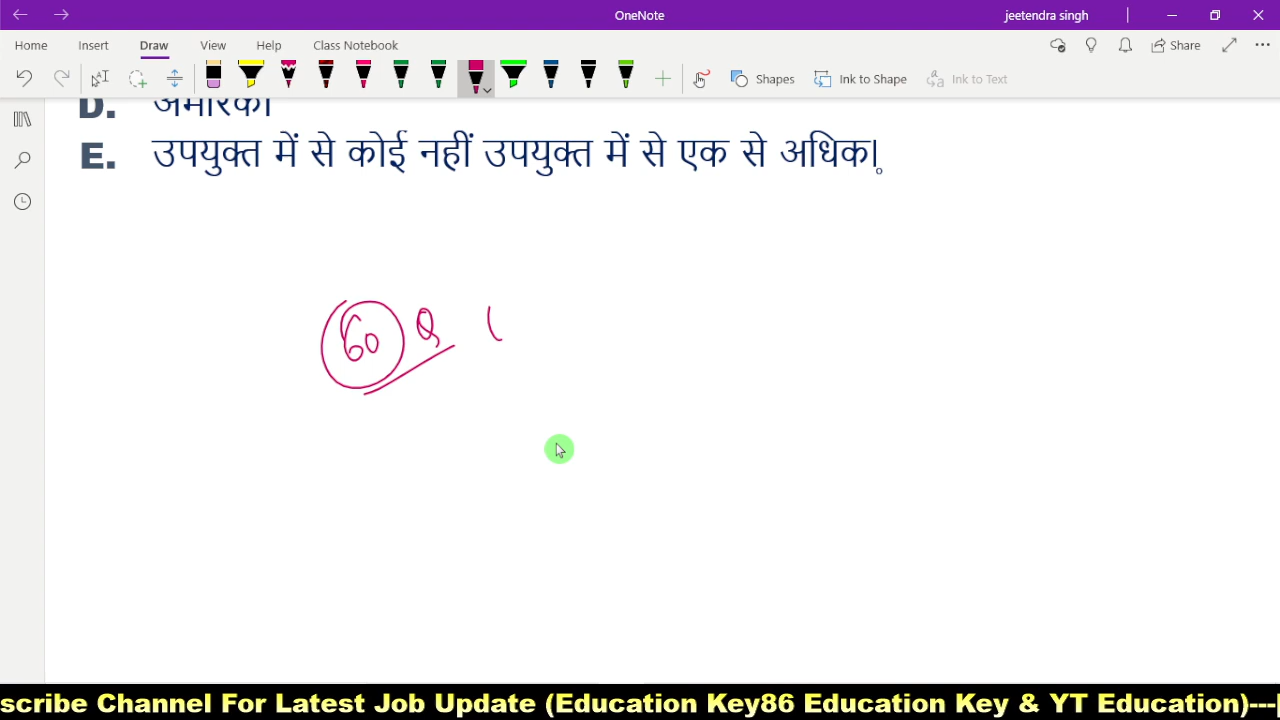 OneNote
jeetendra singh
Home Insert Draw View Help Class Notebook
Share
Shapes Ink to Shape Ink to Text
D. अमेरिका
E. उपयुक्त में से कोई नहीं उपयुक्त में से एक से अधिक।
60 Q (
scribe Channel For Latest Job Update (Education Key86 Education Key & YT Education)---